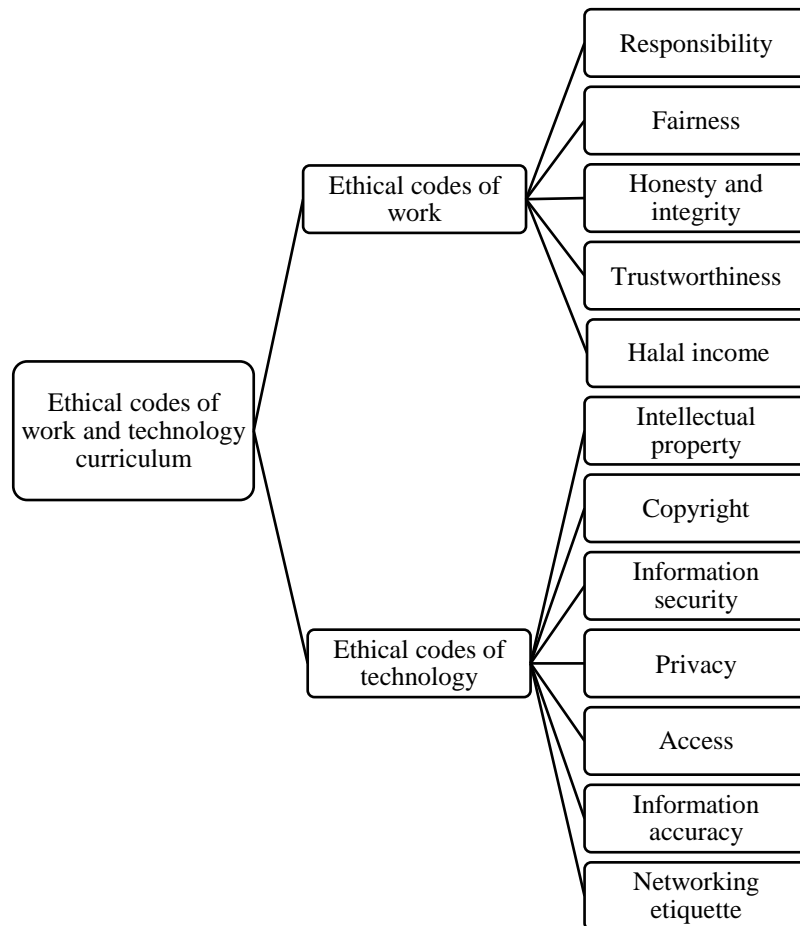 Ethical codes of
work and technology
curriculum
Ethical codes of
work
Responsibility
Fairness
Honesty and
integrity
Trustworthiness
Halal income
Ethical codes of
technology
Intellectual
property
Copyright
Information
security
Privacy
Access
Information
accuracy
Networking
etiquette